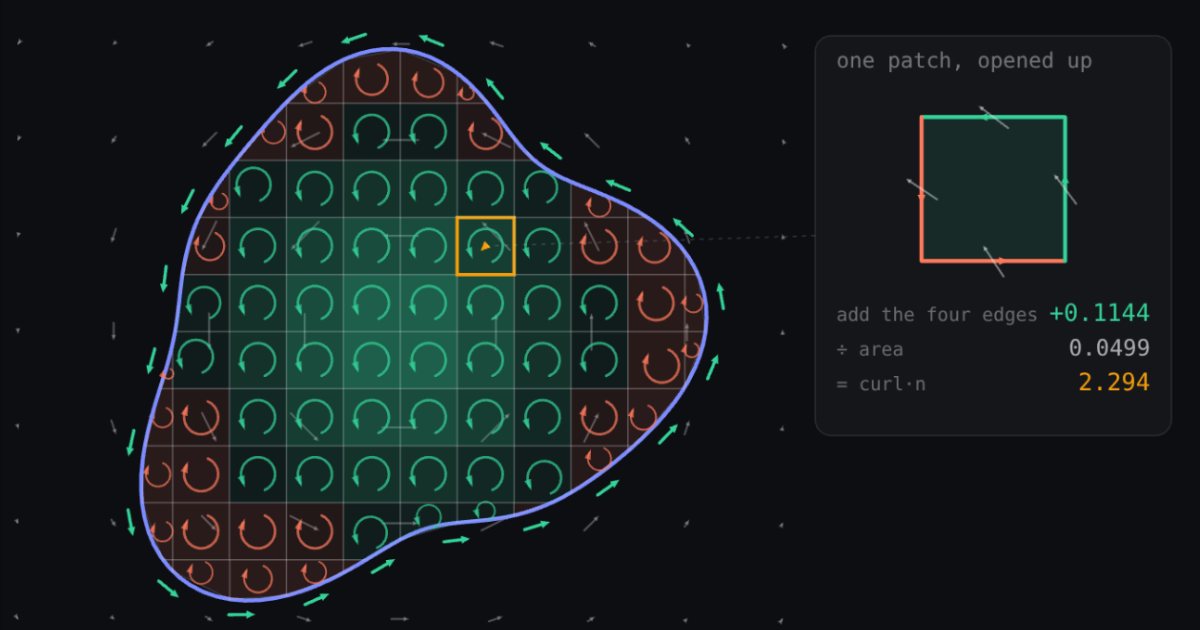 one patch, opened up
add the four edges +0.1144
÷ area 0.0499
= curl·n 2.294